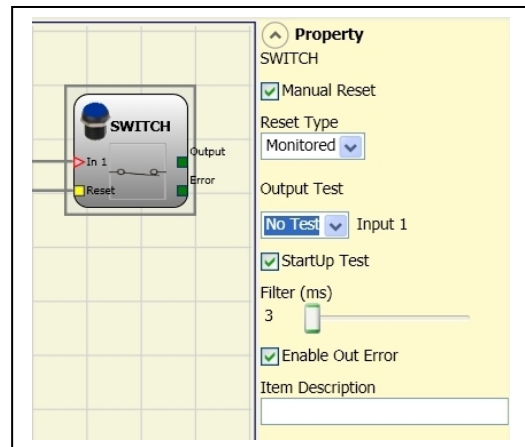 SWITCH
In 1
Reset
Output
Error
Property
SWITCH
Manual Reset
Reset Type
Monitored
Output Test
No Test Input 1
StartUp Test
Filter (ms)
3
Enable Out Error
Item Description